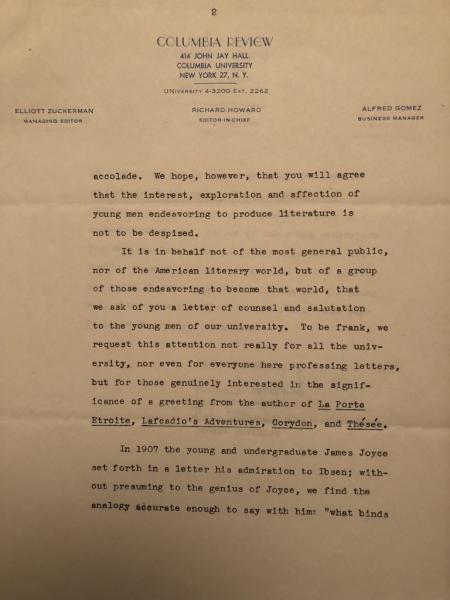 2
COLUMBIA REVIEW
414 JOHN JAY HALL
COLUMBIA UNIVERSITY
NEW YORK 27, N. Y.
UNIVERSITY 4-3200 EXT. 2262
ELLIOTT ZUCKERMAN
MANAGING EDITOR
RICHARD HOWARD
EDITOR-IN-CHIEF
ALFRED GOMEZ
BUSINESS MANAGER
accolade. We hope, however, that you will agree
that the interest, exploration and affection of
young men endeavoring to produce literature is
not to be despised.
It is in behalf not of the most general public,
nor of the American literary world, but of a group
of those endeavoring to become that world, that
we ask of you a letter of counsel and salutation
to the young men of our university. To be frank, we
request this attention not really for all the univ-
ersity, nor even for everyone here professing letters,
but for those genuinely interested in the signif-
icance of a greeting from the author of La Porte
Etroite, Lafcadio's Adventures, Corydon, and Thésée.
In 1907 the young and undergraduate James Joyce
set forth in a letter his admiration to Ibsen; with-
out presuming to the genius of Joyce, we find the
analogy accurate enough to say with him: "what binds